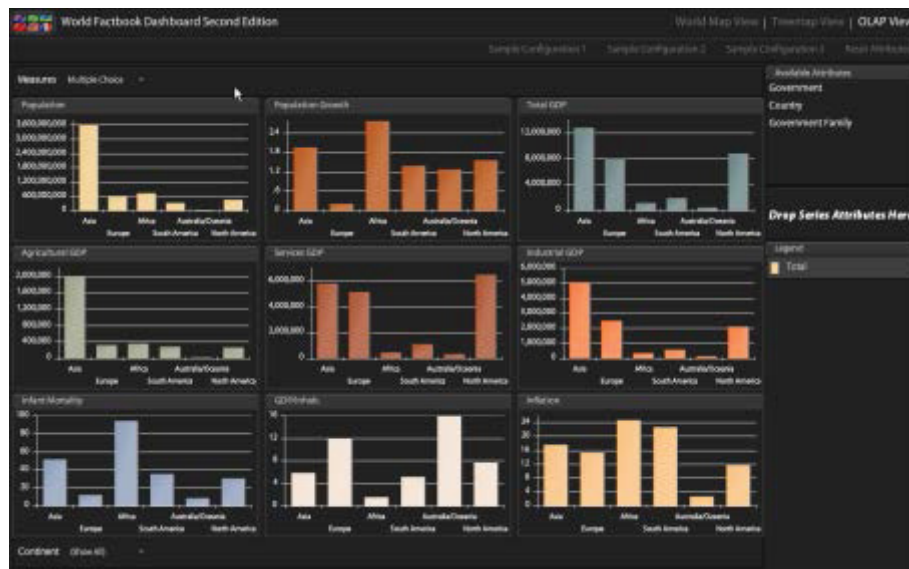 World Factbook Dashboard Second Edition
World Map View | Treemap View | OLAP View
Sample Configuration 1 Sample Configuration 2 Sample Configuration 3 Reset Attributes
Measures Multiple Choice
Available Attributes
Government
Country
Government Family
Drop Series Attributes Here
Legend
Total
Population
3,600,000,000
3,000,000,000
2,400,000,000
1,800,000,000
1,200,000,000
600,000,000
0
Asia Africa Australia/Oceania
Europe South America North America
Population Growth
2.4
1.8
1.2
.6
0
Asia Africa Australia/Oceania
Europe South America North America
Total GDP
12,000,000
8,000,000
4,000,000
0
Asia Africa Australia/Oceania
Europe South America North America
Agricultural GDP
2,000,000
1,600,000
1,200,000
800,000
400,000
0
Asia Africa Australia/Oceania
Europe South America North America
Services GDP
6,000,000
4,000,000
2,000,000
0
Asia Africa Australia/Oceania
Europe South America North America
Industrial GDP
6,000,000
5,000,000
4,000,000
3,000,000
2,000,000
1,000,000
0
Asia Africa Australia/Oceania
Europe South America North America
Infant Mortality
100
80
60
40
20
0
Asia Africa Australia/Oceania
Europe South America North America
16
12
8
4
0
Asia Africa Australia/Oceania
Europe South America North America
Inflation
24
20
16
12
8
4
0
Asia Africa Australia/Oceania
Europe South America North America
Continent (Show All)